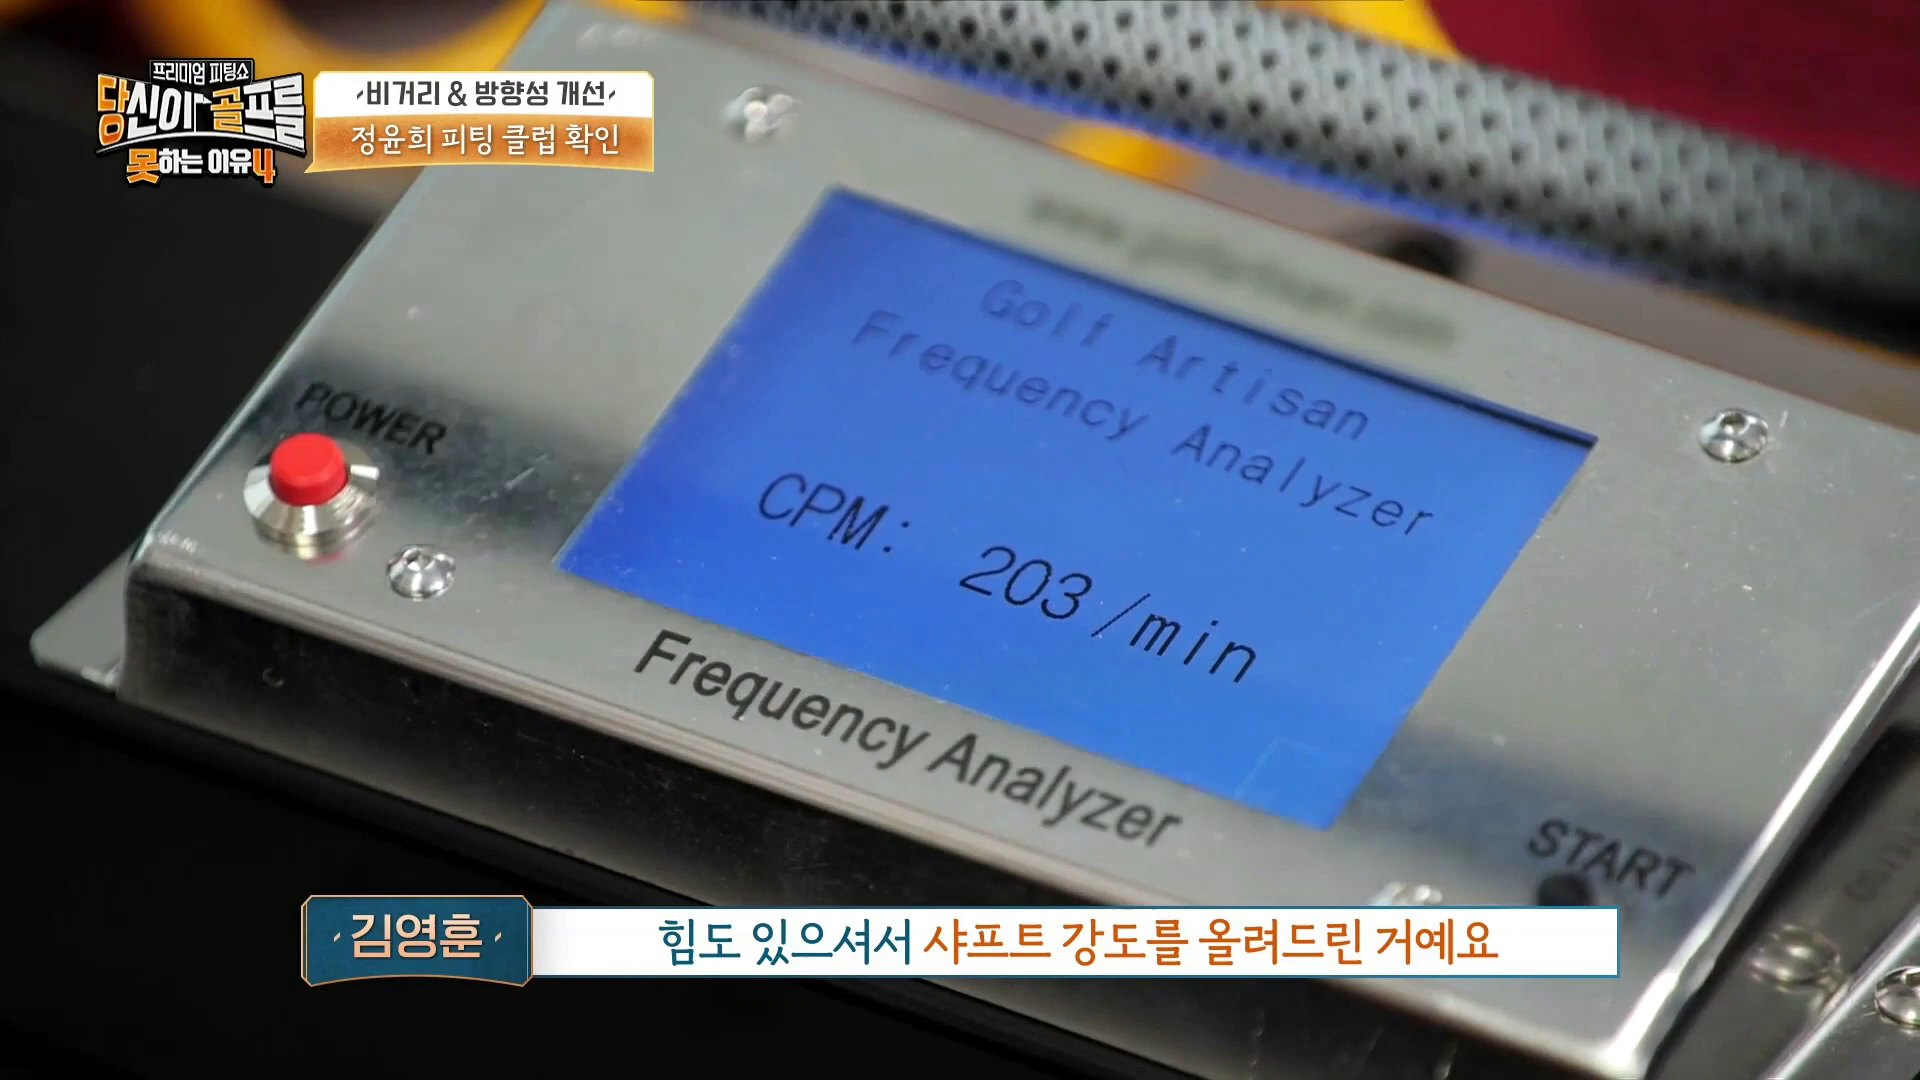 프리미엄 피팅쇼
당신이 골프를
못하는 이유4
비거리 & 방향성 개선
정윤희 피팅 클럽 확인
Golf Artisan
Frequency Analyzer
POWER
CPM: 203/min
Frequency Analyzer
START
김영훈
힘도 있으셔서 샤프트 강도를 올려드린 거예요